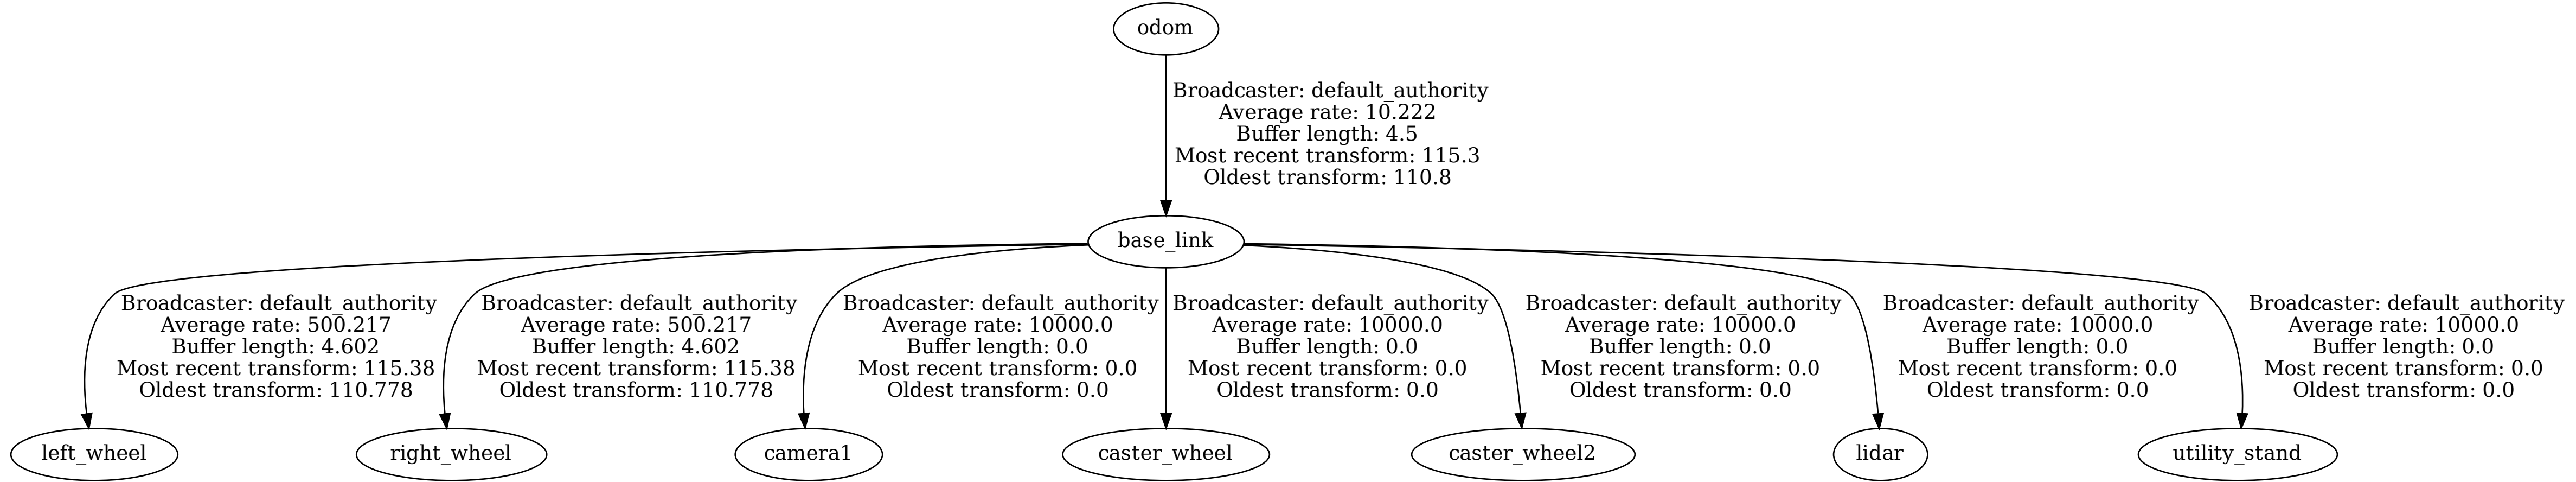 odom
Broadcaster: default_authority
Average rate: 10.222
Buffer length: 4.5
Most recent transform: 115.3
Oldest transform: 110.8
base_link
Broadcaster: default_authority
Average rate: 500.217
Buffer length: 4.602
Most recent transform: 115.38
Oldest transform: 110.778
Broadcaster: default_authority
Average rate: 500.217
Buffer length: 4.602
Most recent transform: 115.38
Oldest transform: 110.778
Broadcaster: default_authority
Average rate: 10000.0
Buffer length: 0.0
Most recent transform: 0.0
Oldest transform: 0.0
Broadcaster: default_authority
Average rate: 10000.0
Buffer length: 0.0
Most recent transform: 0.0
Oldest transform: 0.0
Broadcaster: default_authority
Average rate: 10000.0
Buffer length: 0.0
Most recent transform: 0.0
Oldest transform: 0.0
Broadcaster: default_authority
Average rate: 10000.0
Buffer length: 0.0
Most recent transform: 0.0
Oldest transform: 0.0
Broadcaster: default_authority
Average rate: 10000.0
Buffer length: 0.0
Most recent transform: 0.0
Oldest transform: 0.0
left_wheel
right_wheel
camera1
caster_wheel
caster_wheel2
lidar
utility_stand